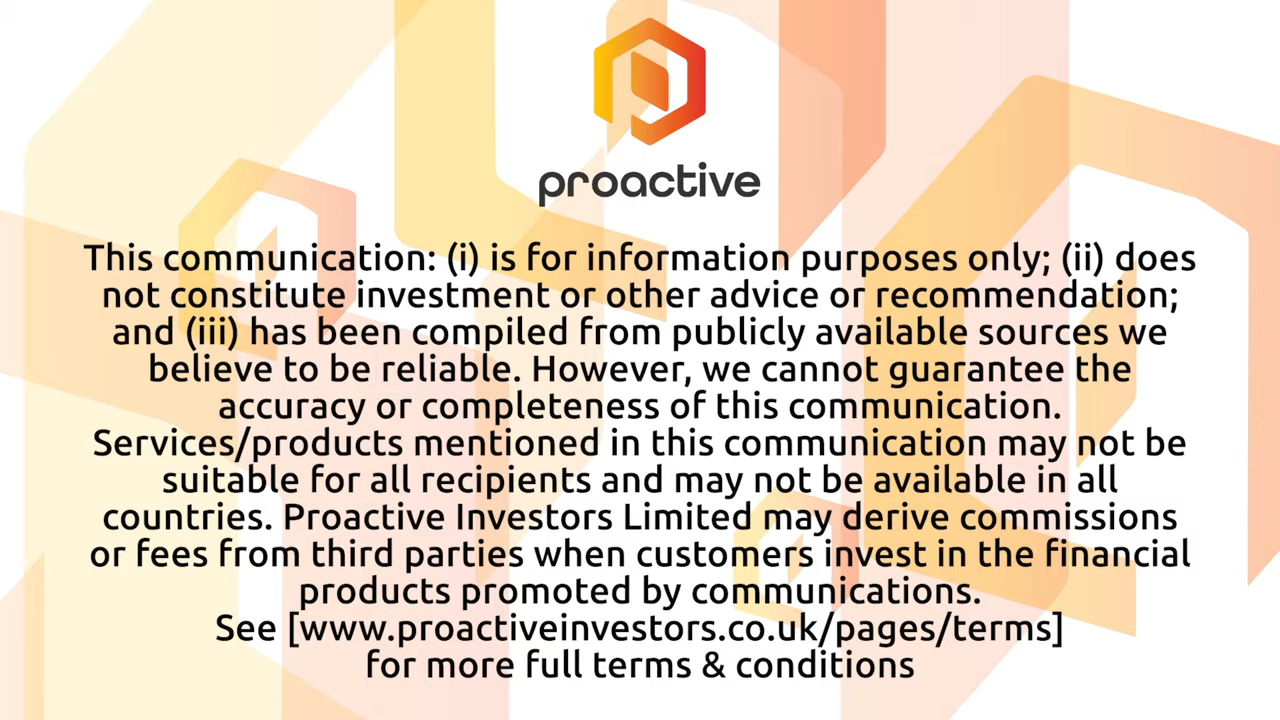 proactive
This communication: (i) is for information purposes only; (ii) does
not constitute investment or other advice or recommendation;
and (iii) has been compiled from publicly available sources we
believe to be reliable. However, we cannot guarantee the
accuracy or completeness of this communication.
Services/products mentioned in this communication may not be
suitable for all recipients and may not be available in all
countries. Proactive Investors Limited may derive commissions
or fees from third parties when customers invest in the financial
products promoted by communications.
See [www.proactiveinvestors.co.uk/pages/terms]
for more full terms & conditions